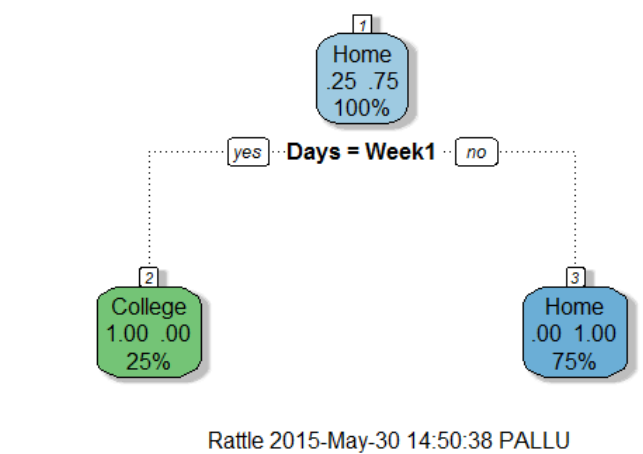 1
Home
.25 .75
100%
yes Days = Week1 no
2
College
1.00 .00
25%
3
Home
.00 1.00
75%
Rattle 2015-May-30 14:50:38 PALLU